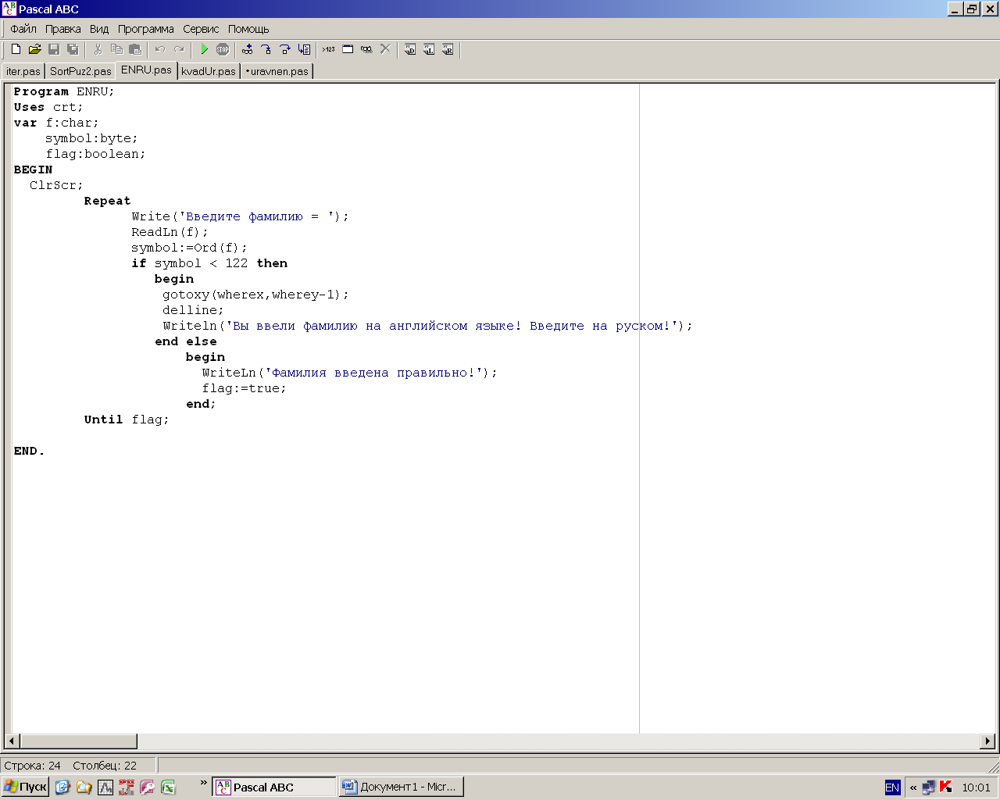 Pascal ABC
Файл Правка Вид Программа Сервис Помощь
STOP >123 D L R
iter.pas SortPuz2.pas ENRU.pas kvadUr.pas •uravnen.pas
Program ENRU;
Uses crt;
var f:char;
symbol:byte;
flag:boolean;
BEGIN
ClrScr;
Repeat
Write('Введите фамилию = ');
ReadLn(f);
symbol:=Ord(f);
if symbol < 122 then
begin
gotoxy(wherex,wherey-1);
delline;
Writeln('Вы ввели фамилию на английском языке! Введите на руском!');
end else
begin
WriteLn('Фамилия введена правильно!');
flag:=true;
end;
Until flag;
END.
Строка: 24 Столбец: 22
Пуск » Pascal ABC Документ1 - Micr... EN « 10:01